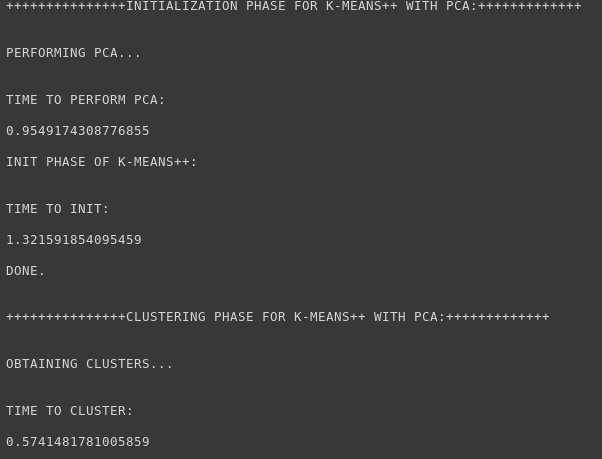 +++++++++++++++INITIALIZATION PHASE FOR K-MEANS++ WITH PCA:+++++++++++++
PERFORMING PCA...
TIME TO PERFORM PCA:
0.9549174308776855
INIT PHASE OF K-MEANS++:
TIME TO INIT:
1.321591854095459
DONE.
+++++++++++++++CLUSTERING PHASE FOR K-MEANS++ WITH PCA:+++++++++++++
OBTAINING CLUSTERS...
TIME TO CLUSTER:
0.5741481781005859